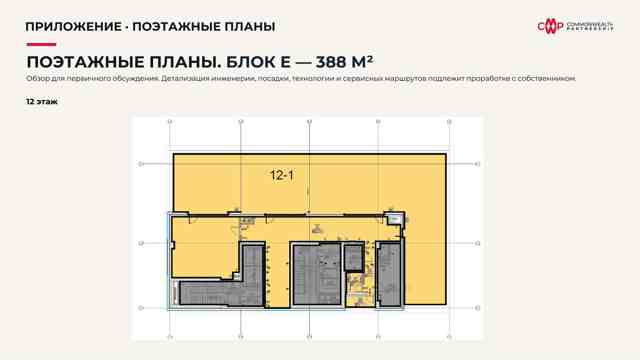 ПРИЛОЖЕНИЕ · ПОЭТАЖНЫЕ ПЛАНЫ
CMWP COMMONWEALTH PARTNERSHIP
ПОЭТАЖНЫЕ ПЛАНЫ. БЛОК Е — 388 М²
Обзор для первичного обсуждения. Детализация инженерии, посадки, технологии и сервисных маршрутов подлежит проработке с собственником.
12 этаж
12-1